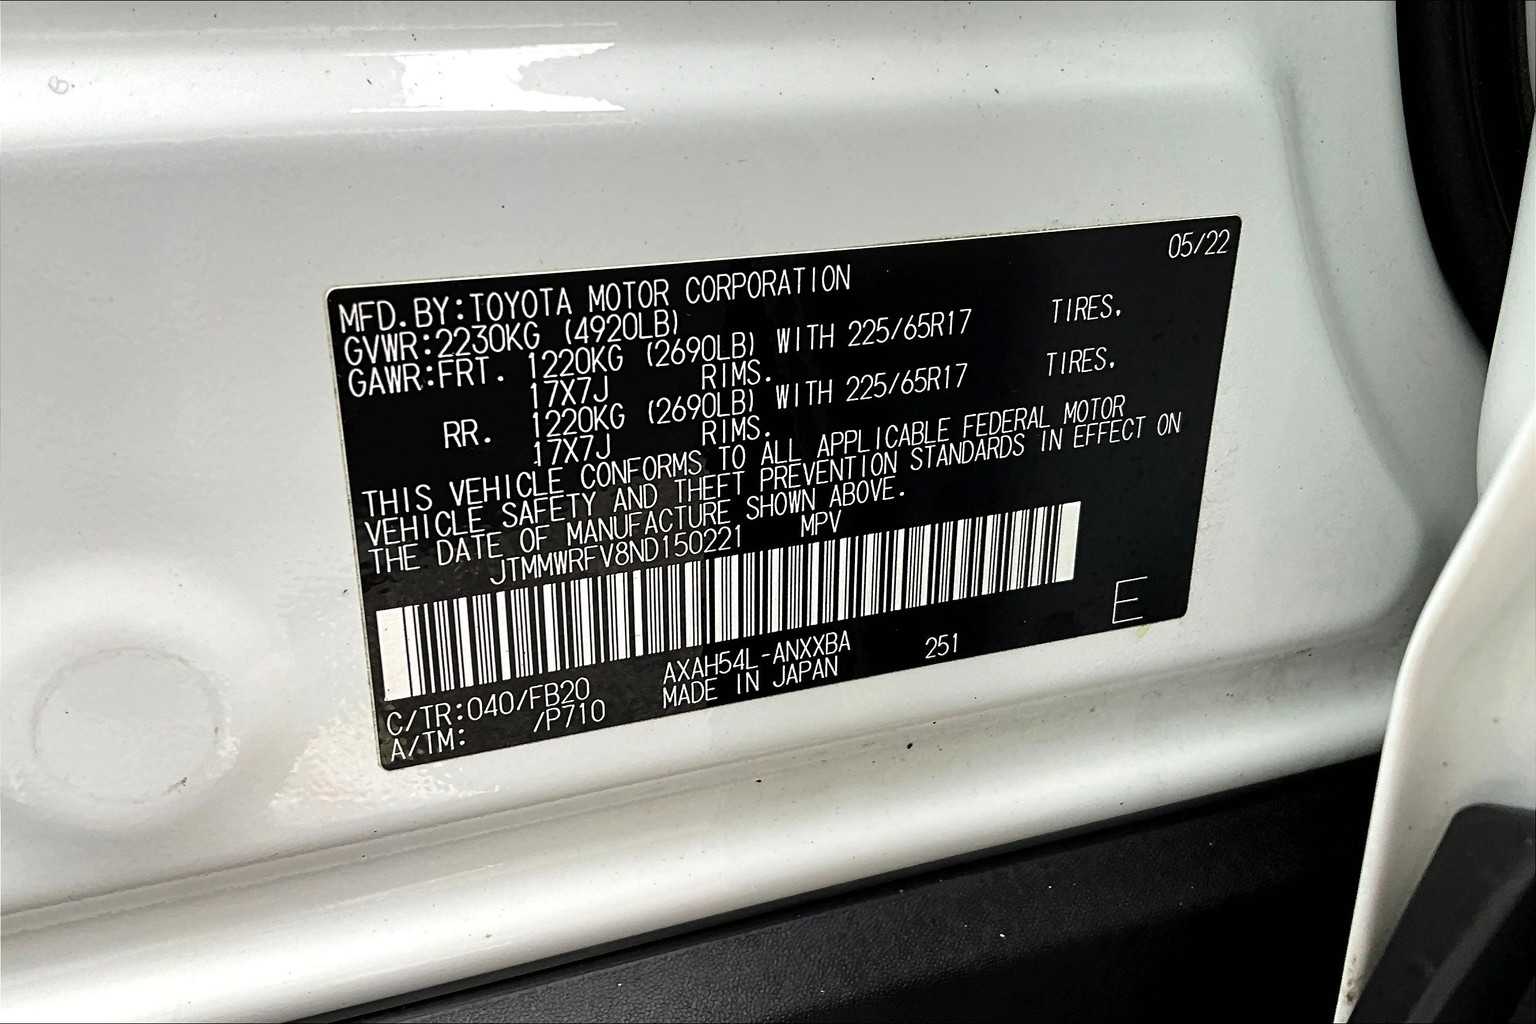 05/22
MFD. BY:TOYOTA MOTOR CORPORATION
GVWR:2230KG (4920LB)
GAWR:FRT. 1220KG (2690LB) WITH 225/65R17 TIRES,
17X7J RIMS.
RR. 1220KG (2690LB) WITH 225/65R17 TIRES,
17X7J RIMS.
THIS VEHICLE CONFORMS TO ALL APPLICABLE FEDERAL MOTOR
VEHICLE SAFETY AND THEFT PREVENTION STANDARDS IN EFFECT ON
THE DATE OF MANUFACTURE SHOWN ABOVE.
JTMMWRFV8ND150221 MPV
E
C/TR:040/FB20 AXAH54L-ANXXBA 251
A/TM: /P710 MADE IN JAPAN